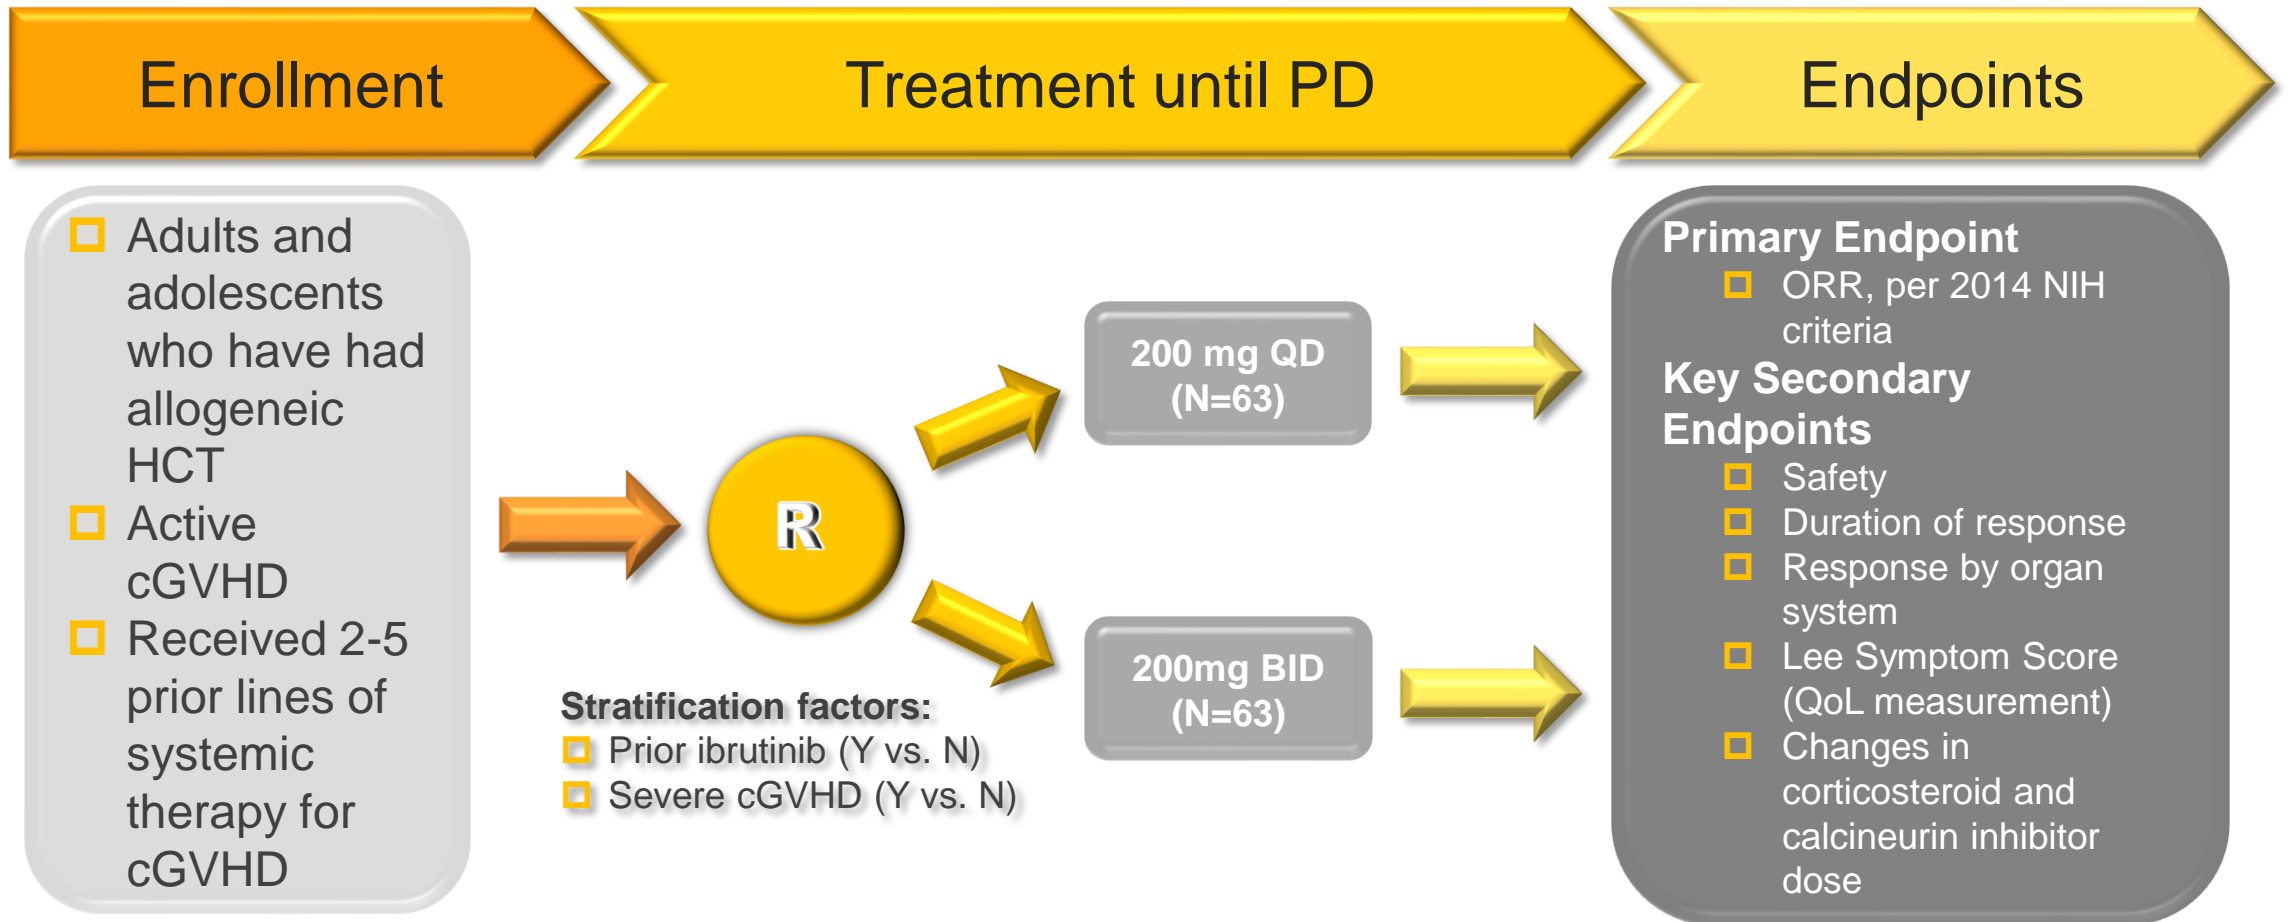 Enrollment
Treatment until PD
Endpoints
Adults and
adolescents
who have had
allogeneic
HCT
Active
cGVHD
Received 2-5
prior lines of
systemic
therapy for
cGVHD
R
Stratification factors:
Prior ibrutinib (Y vs. N)
Severe cGVHD (Y vs. N)
200 mg QD
(N=63)
200mg BID
(N=63)
Primary Endpoint
ORR, per 2014 NIH
criteria
Key Secondary
Endpoints
Safety
Duration of response
Response by organ
system
Lee Symptom Score
(QoL measurement)
Changes in
corticosteroid and
calcineurin inhibitor
dose